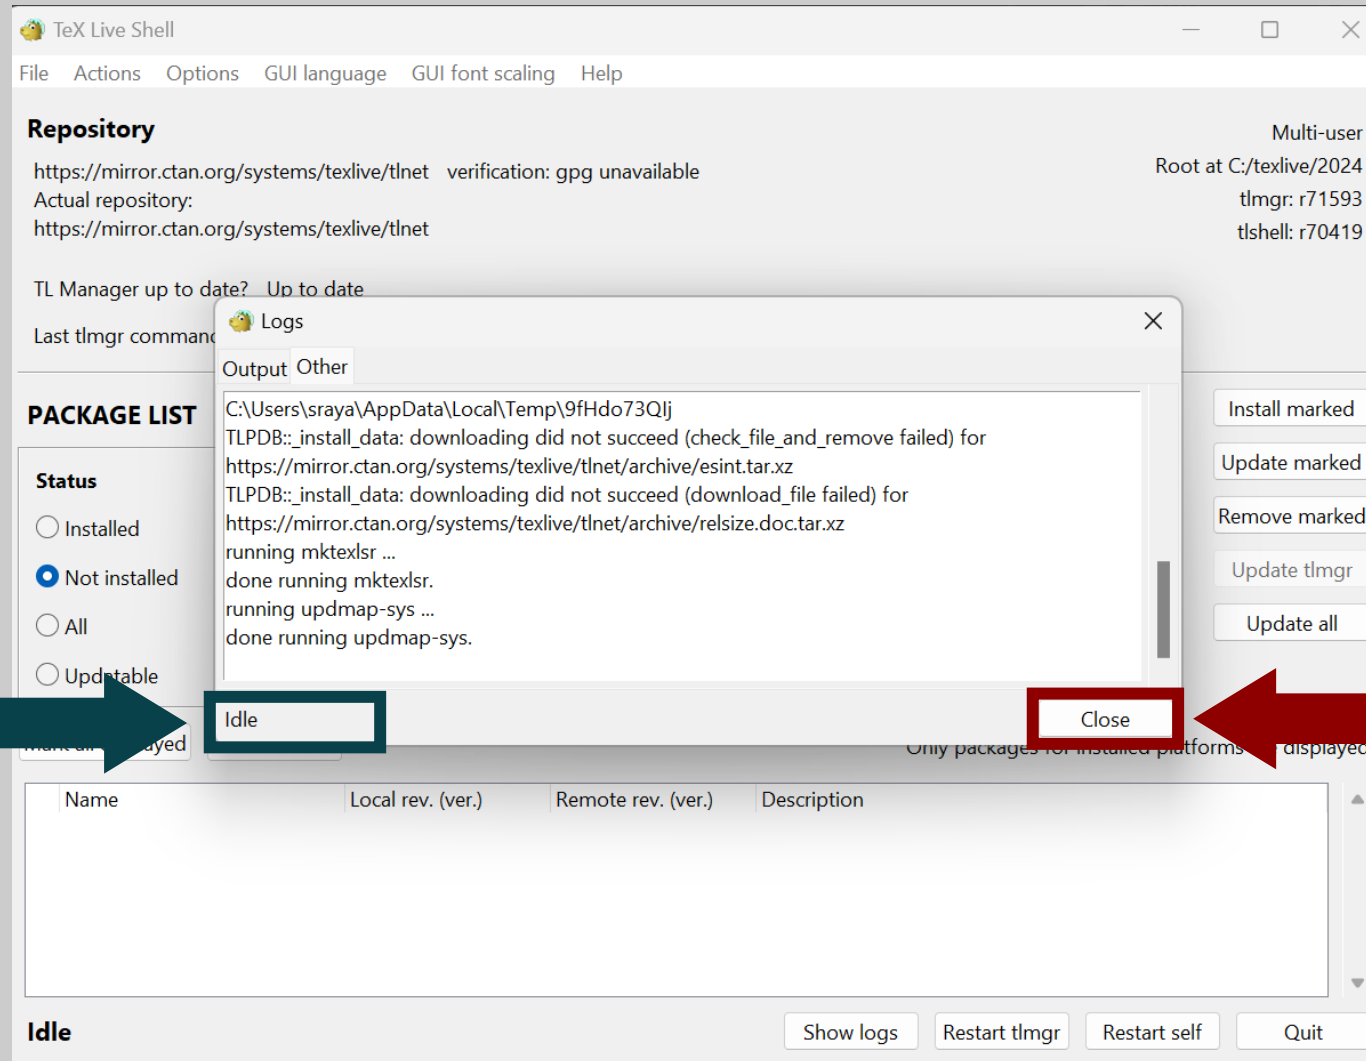 TeX Live Shell
File Actions Options GUI language GUI font scaling Help
Repository
Multi-user
https://mirror.ctan.org/systems/texlive/tlnet verification: gpg unavailable
Root at C:/texlive/2024
Actual repository:
tlmgr: r71593
https://mirror.ctan.org/systems/texlive/tlnet
tlshell: r70419
TL Manager up to date? Up to date
Last tlmgr command
Logs
Output Other
C:\Users\sraya\AppData\Local\Temp\9fHdo73QIj
TLPDB::_install_data: downloading did not succeed (check_file_and_remove failed) for
https://mirror.ctan.org/systems/texlive/tlnet/archive/esint.tar.xz
TLPDB::_install_data: downloading did not succeed (download_file failed) for
https://mirror.ctan.org/systems/texlive/tlnet/archive/relsize.doc.tar.xz
running mktexlsr ...
done running mktexlsr.
running updmap-sys ...
done running updmap-sys.
Idle
Close
PACKAGE LIST
Status
Installed
Not installed
All
Updatable
Install marked
Update marked
Remove marked
Update tlmgr
Update all
Only packages for installed platforms displayed
Name Local rev. (ver.) Remote rev. (ver.) Description
Idle
Show logs Restart tlmgr Restart self Quit